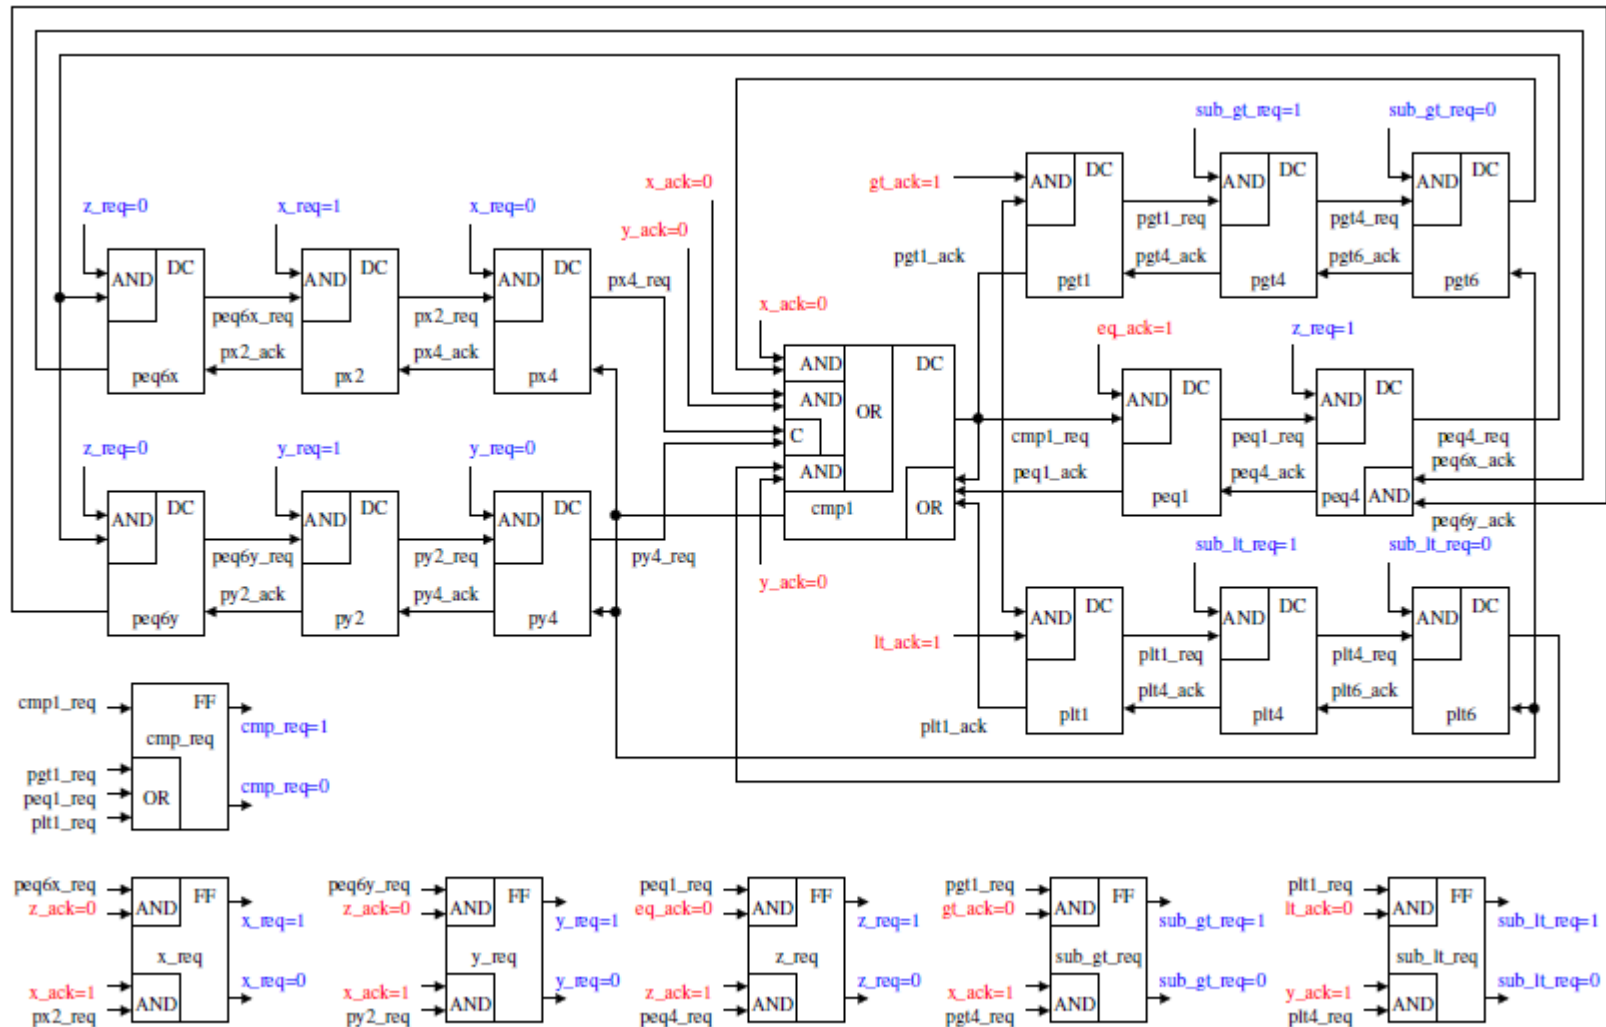 sub_gt_req=1
sub_gt_req=0
AND DC
AND DC
AND DC
x_ack=0
gt_ack=1
z_req=0
x_req=1
x_req=0
pgt1_req
pgt4_req
y_ack=0
pgt1_ack
pgt4_ack
pgt6_ack
AND DC
AND DC
AND DC
px4_req
pgt1
pgt4
pgt6
peq6x_req
px2_req
x_ack=0
eq_ack=1
z_req=1
px2_ack
px4_ack
peq6x
px2
px4
AND
AND
C
AND
OR
DC
cmp1
OR
AND DC
AND DC
cmp1_req
peq1_req
peq4_req
peq1_ack
peq4_ack
peq6x_ack
z_req=0
y_req=1
y_req=0
peq1
peq4
AND
peq6y_ack
AND DC
AND DC
AND DC
peq6y_req
py2_req
py4_req
sub_lt_req=1
sub_lt_req=0
y_ack=0
py2_ack
py4_ack
peq6y
py2
py4
AND DC
AND DC
AND DC
lt_ack=1
plt1_req
plt4_req
plt4_ack
plt6_ack
plt1_ack
plt1
plt4
plt6
cmp1_req
FF
cmp_req
cmp_req=1
pgt1_req
peq1_req
plt1_req
OR
cmp_req=0
peq6x_req
z_ack=0
AND FF
x_req=1
x_req
x_ack=1
px2_req
AND
x_req=0
peq6y_req
z_ack=0
AND FF
y_req=1
y_req
x_ack=1
py2_req
AND
y_req=0
peq1_req
eq_ack=0
AND FF
z_req=1
z_req
z_ack=1
peq4_req
AND
z_req=0
pgt1_req
gt_ack=0
AND FF
sub_gt_req=1
sub_gt_req
x_ack=1
pgt4_req
AND
sub_gt_req=0
plt1_req
lt_ack=0
AND FF
sub_lt_req=1
sub_lt_req
y_ack=1
plt4_req
AND
sub_lt_req=0